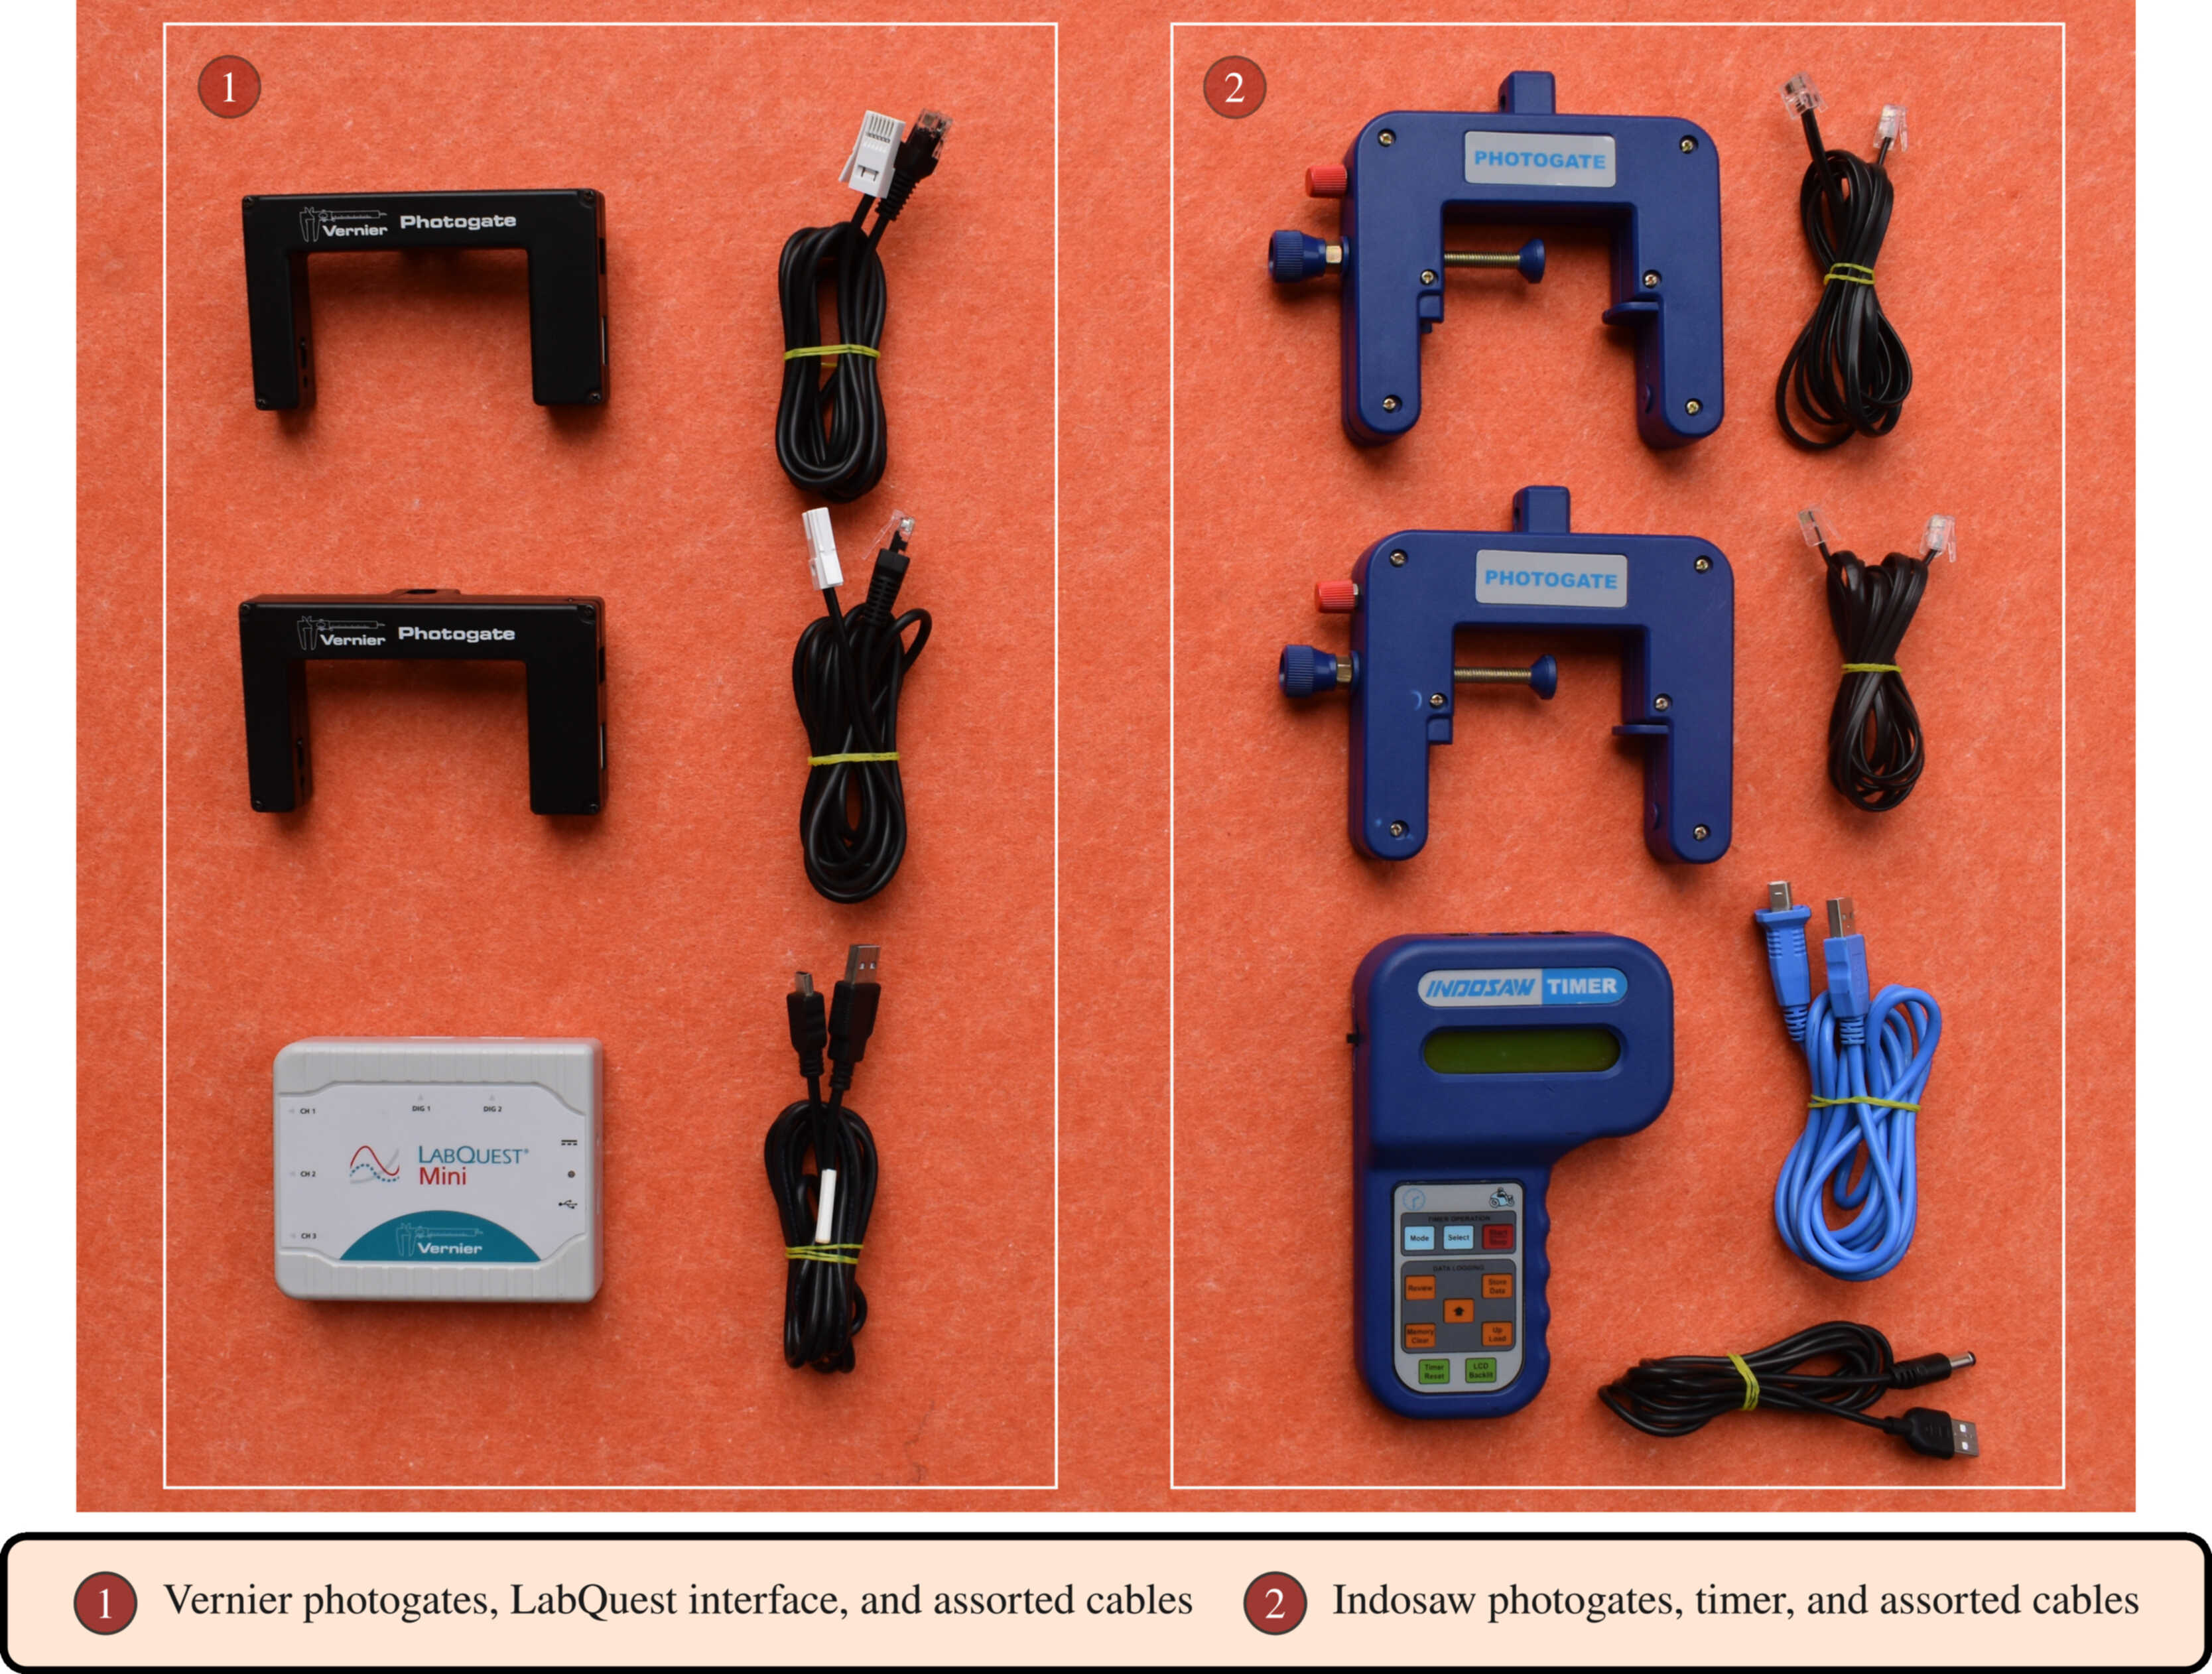 1
Vernier Photogate
Vernier Photogate
CH 1
DIG 1
DIG 2
CH 2
LABQUEST®
Mini
CH 3
Vernier
2
PHOTOGATE
PHOTOGATE
INDOSAW TIMER
TIMER OPERATION
Mode
Select
Start
Stop
DATA LOGGING
Review
Store
Data
Memory
Clear
Up
Load
Timer
Reset
LCD
Backlit
1 Vernier photogates, LabQuest interface, and assorted cables
2 Indosaw photogates, timer, and assorted cables